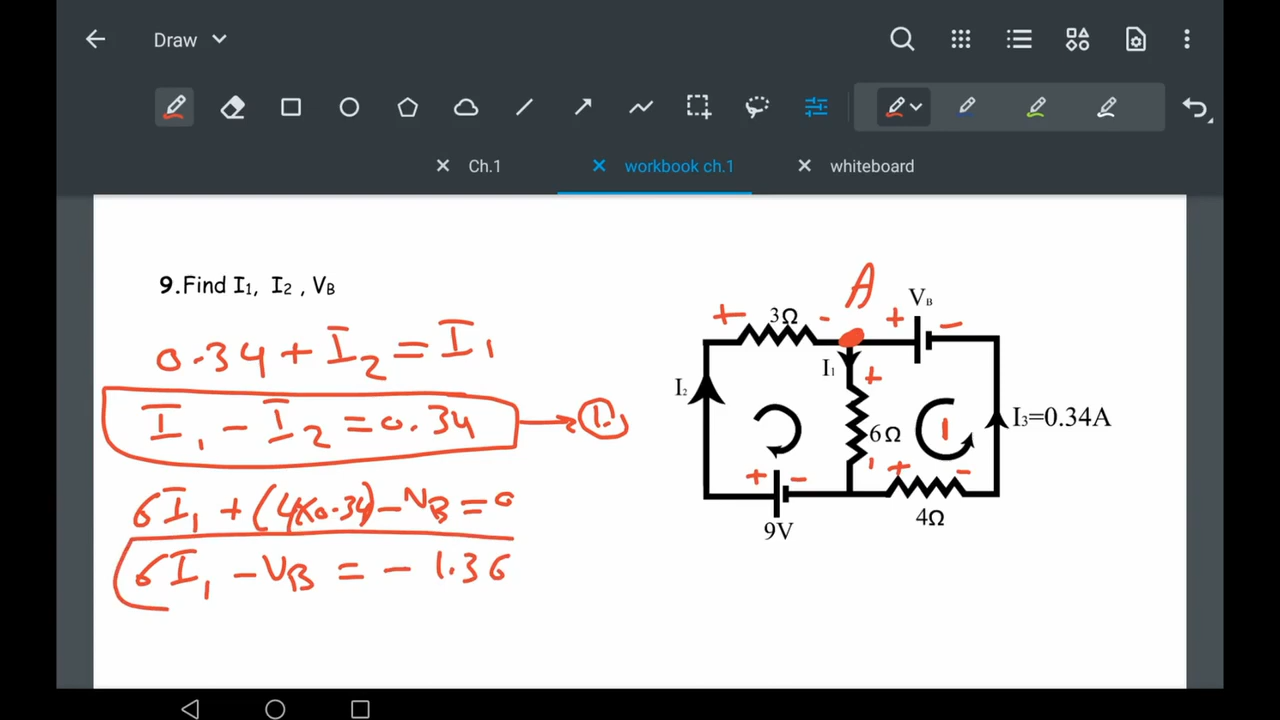 Draw
Ch.1
workbook ch.1
whiteboard
9.Find I₁, I₂ , V_B
0.34 + I₂ = I₁
I₁ - I₂ = 0.34 → ①
6I₁ + (4×0.34) - V_B = 0
6I₁ - V_B = - 1.36
A
+ 3Ω -
+ V_B -
I₂
I₁
+
6Ω
-
1
I₃=0.34A
+ -
9V
+ -
4Ω